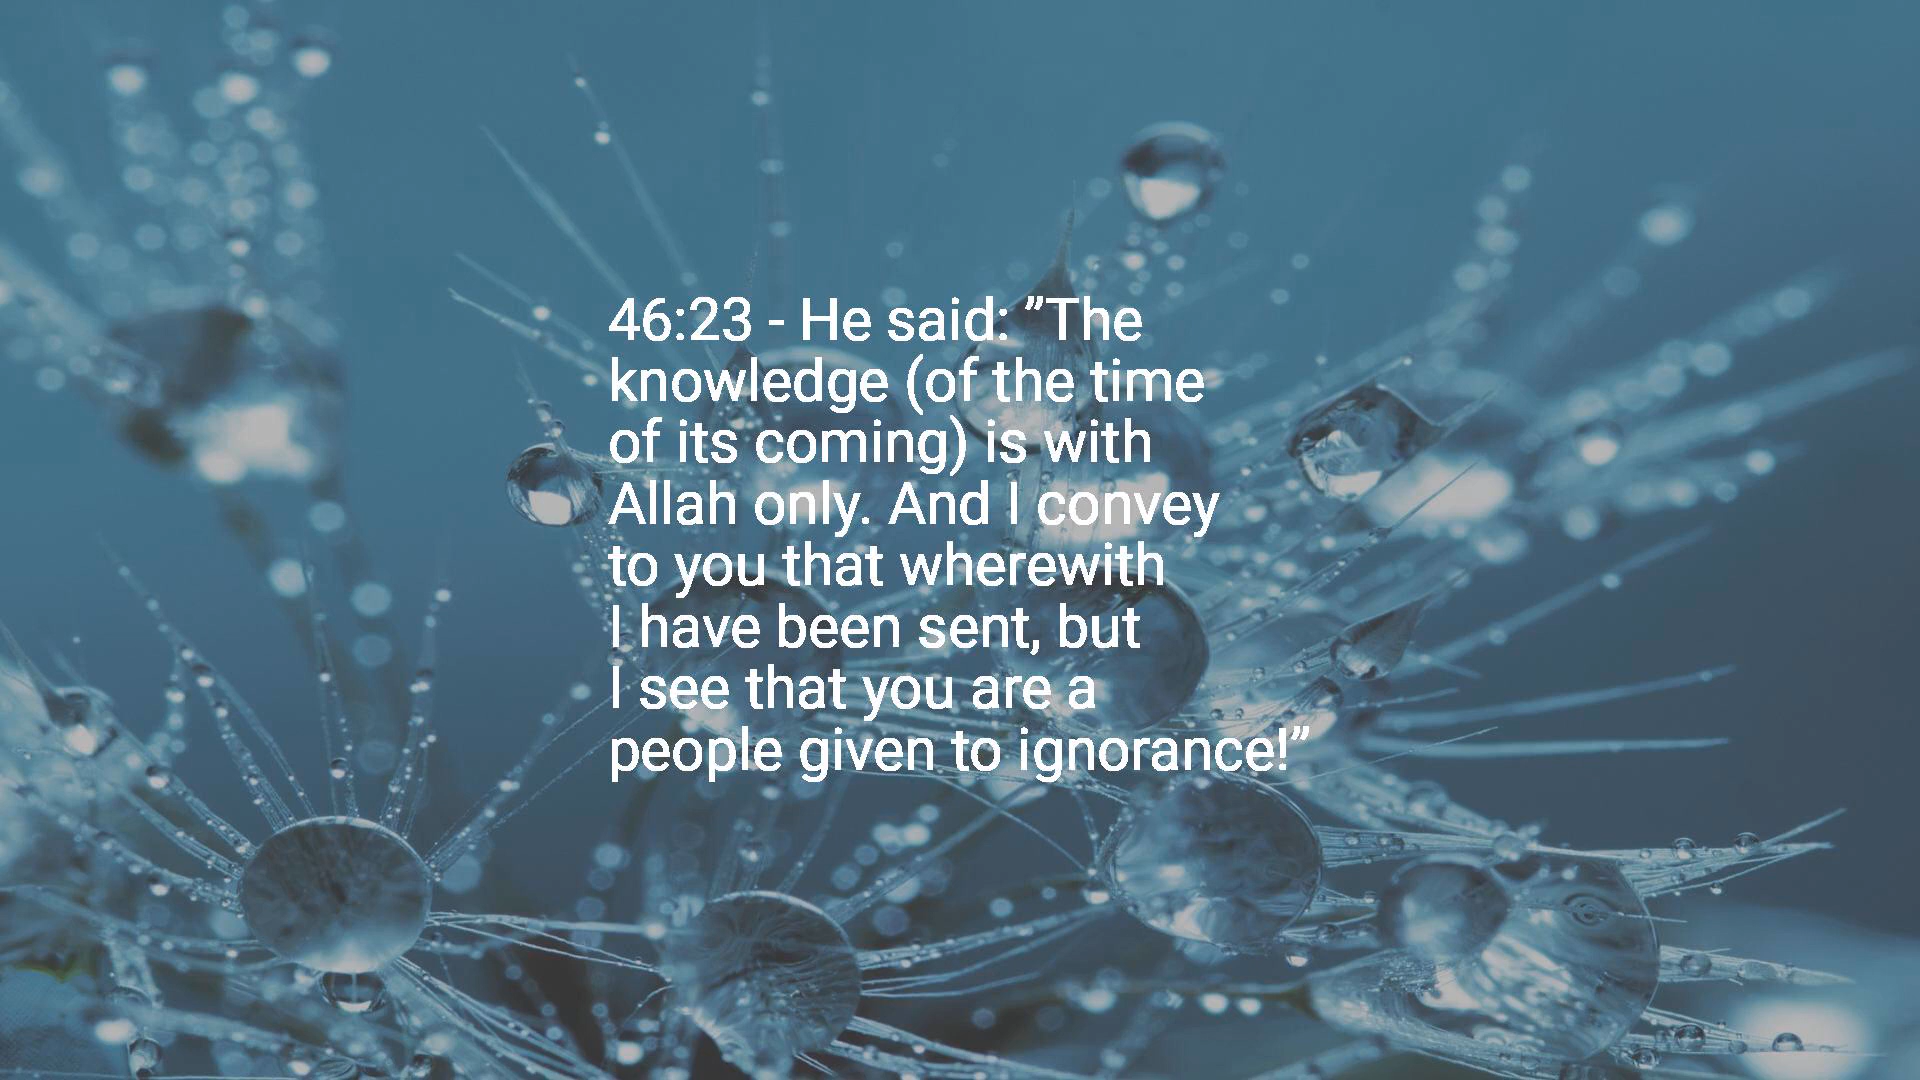 46:23 - He said: ”The
knowledge (of the time
of its coming) is with
Allah only. And I convey
to you that wherewith
I have been sent, but
I see that you are a
people given to ignorance!”